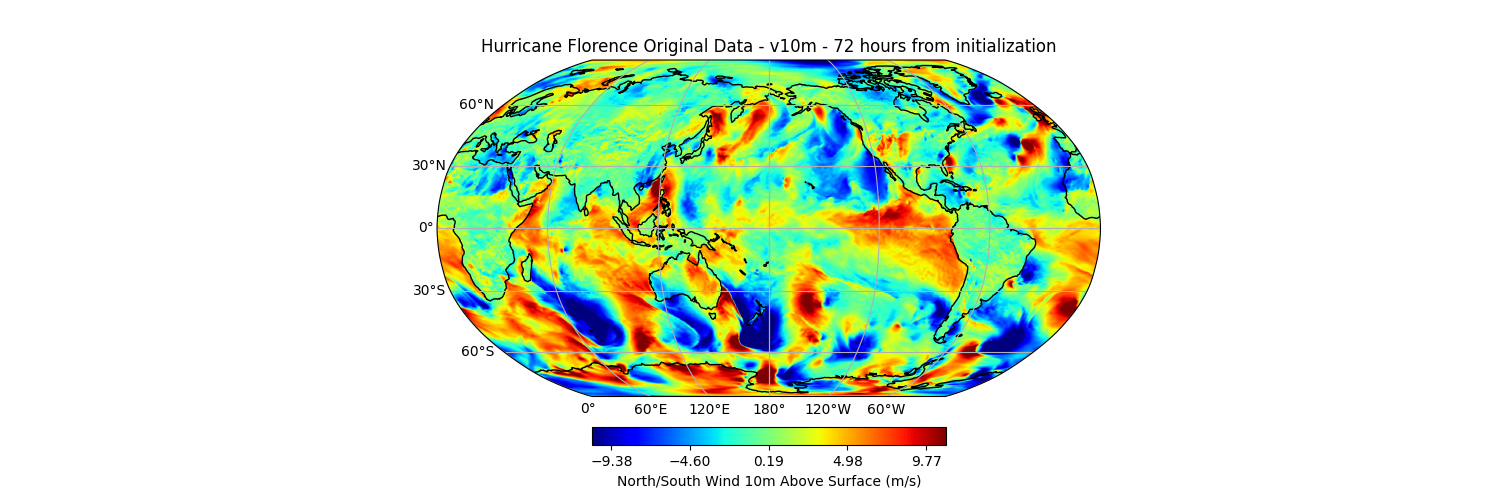 Hurricane Florence Original Data - v10m - 72 hours from initialization
60°N
30°N
0°
30°S
60°S
0° 60°E 120°E 180° 120°W 60°W
−9.38 −4.60 0.19 4.98 9.77
North/South Wind 10m Above Surface (m/s)